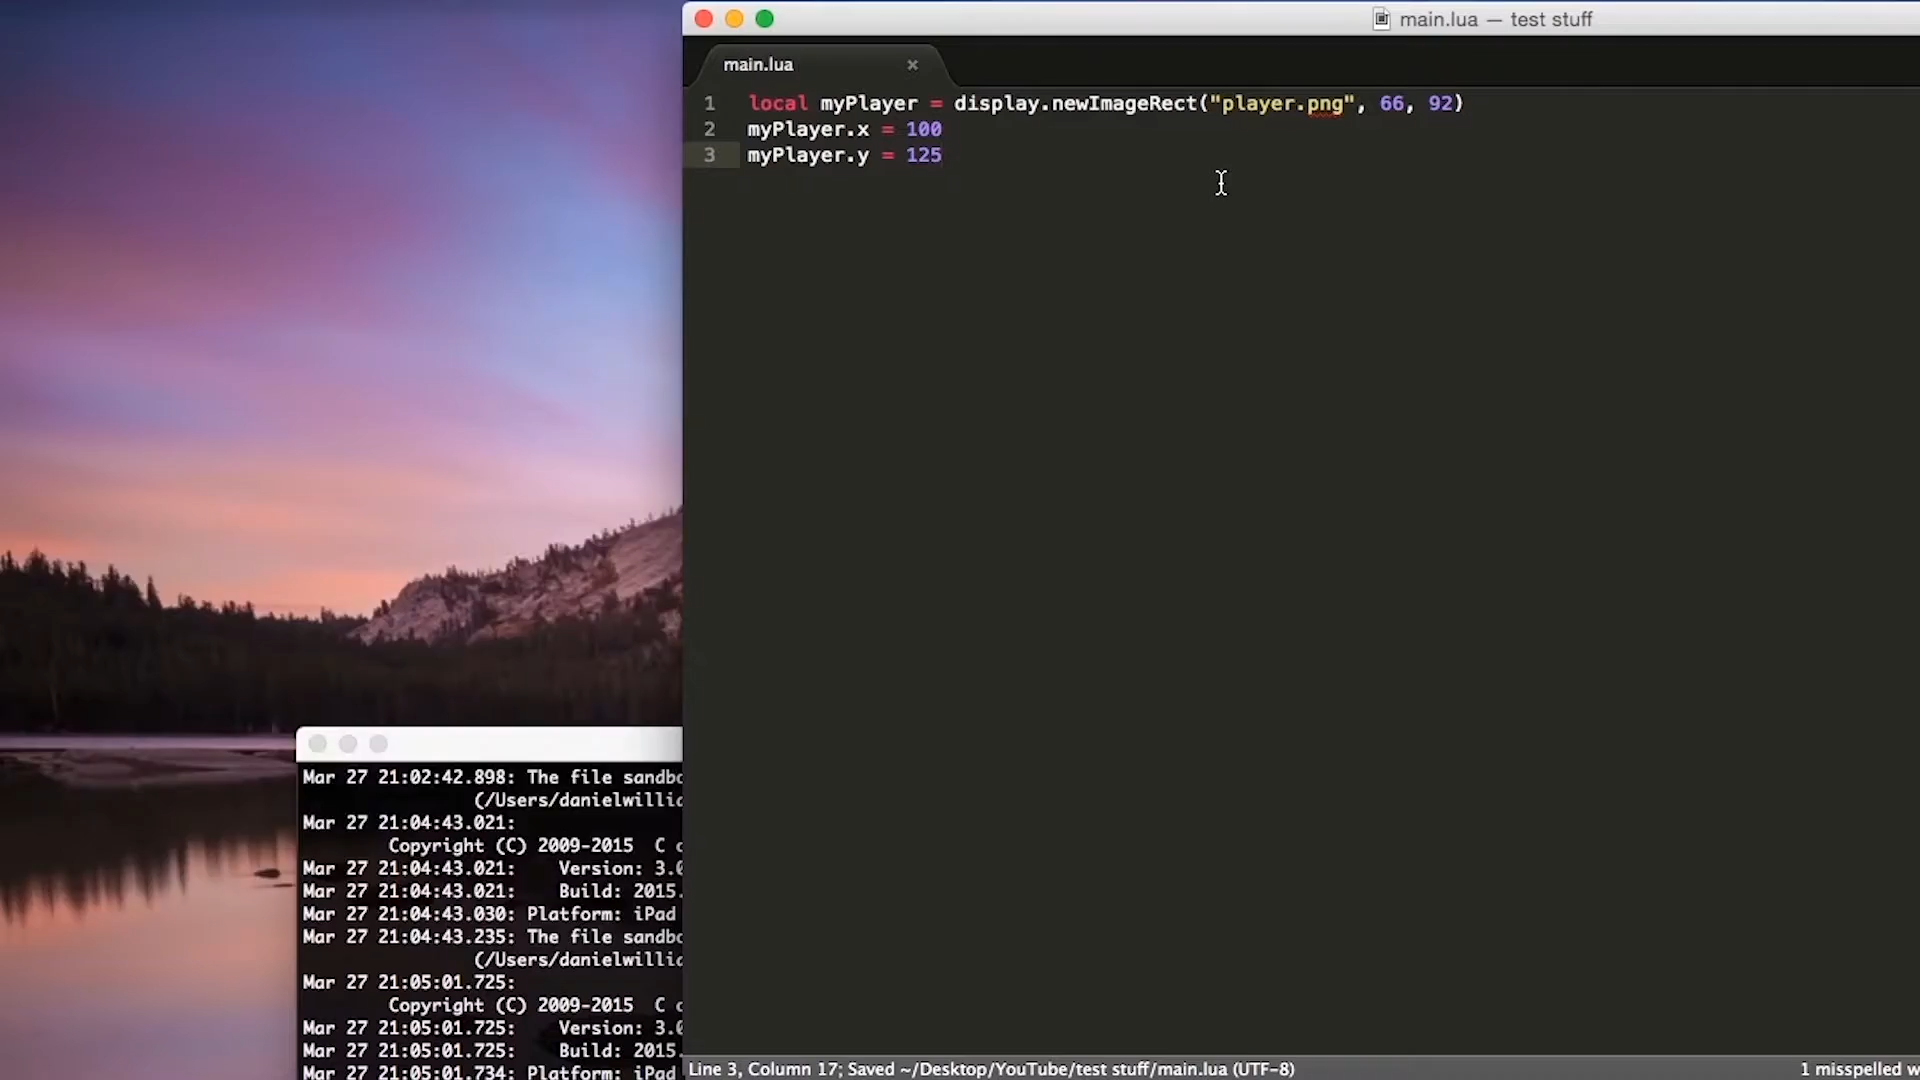 main.lua — test stuff
main.lua
1 local myPlayer = display.newImageRect("player.png", 66, 92)
2 myPlayer.x = 100
3 myPlayer.y = 125
Mar 27 21:02:42.898: The file sandb
(/Users/danielwilli
Mar 27 21:04:43.021:
Copyright (C) 2009-2015 C
Mar 27 21:04:43.021: Version: 3.0
Mar 27 21:04:43.021: Build: 2015.
Mar 27 21:04:43.030: Platform: iPad
Mar 27 21:04:43.235: The file sandb
(/Users/danielwilli
Mar 27 21:05:01.725:
Copyright (C) 2009-2015 C
Mar 27 21:05:01.725: Version: 3.0
Mar 27 21:05:01.725: Build: 2015.
Mar 27 21:05:01.734: Platform: iPad
Line 3, Column 17; Saved ~/Desktop/YouTube/test stuff/main.lua (UTF-8)
1 misspelled w